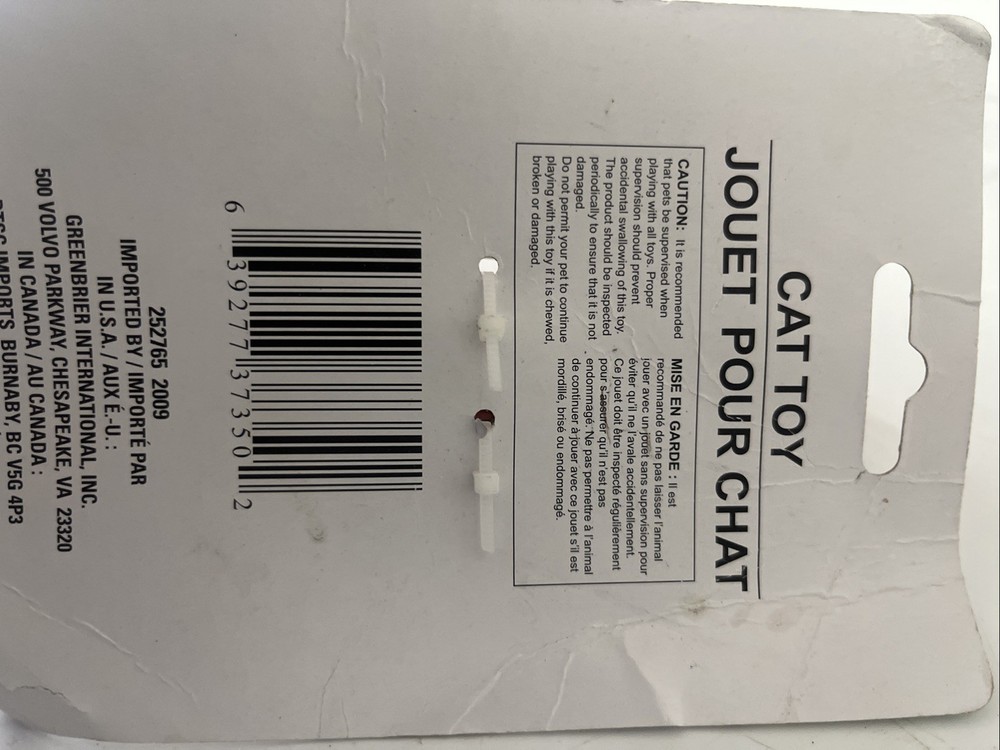 CAT TOY
JOUET POUR CHAT
CAUTION: It is recommended
that pets be supervised when
playing with all toys. Proper
supervision should prevent
accidental swallowing of this toy.
The product should be inspected
periodically to ensure that it is not
damaged.
Do not permit your pet to continue
playing with this toy if it is chewed,
broken or damaged.
MISE EN GARDE : Il est
recommandé de ne pas laisser l'animal
jouer avec un jouet sans supervision pour
éviter qu'il ne l'avale accidentellement.
Ce jouet doit être inspecté régulièrement
pour s'assurer qu'il n'est pas
endommagé. Ne pas permettre à l'animal
de continuer à jouer avec ce jouet s'il est
mordillé, brisé ou endommagé.
6 39277 37350 2
252765 2009
IMPORTED BY / IMPORTÉ PAR
IN U.S.A. / AUX É.-U. :
GREENBRIER INTERNATIONAL, INC.
500 VOLVO PARKWAY, CHESAPEAKE, VA 23320
IN CANADA / AU CANADA :
IMPORTS BURNABY, BC V5G 4P3